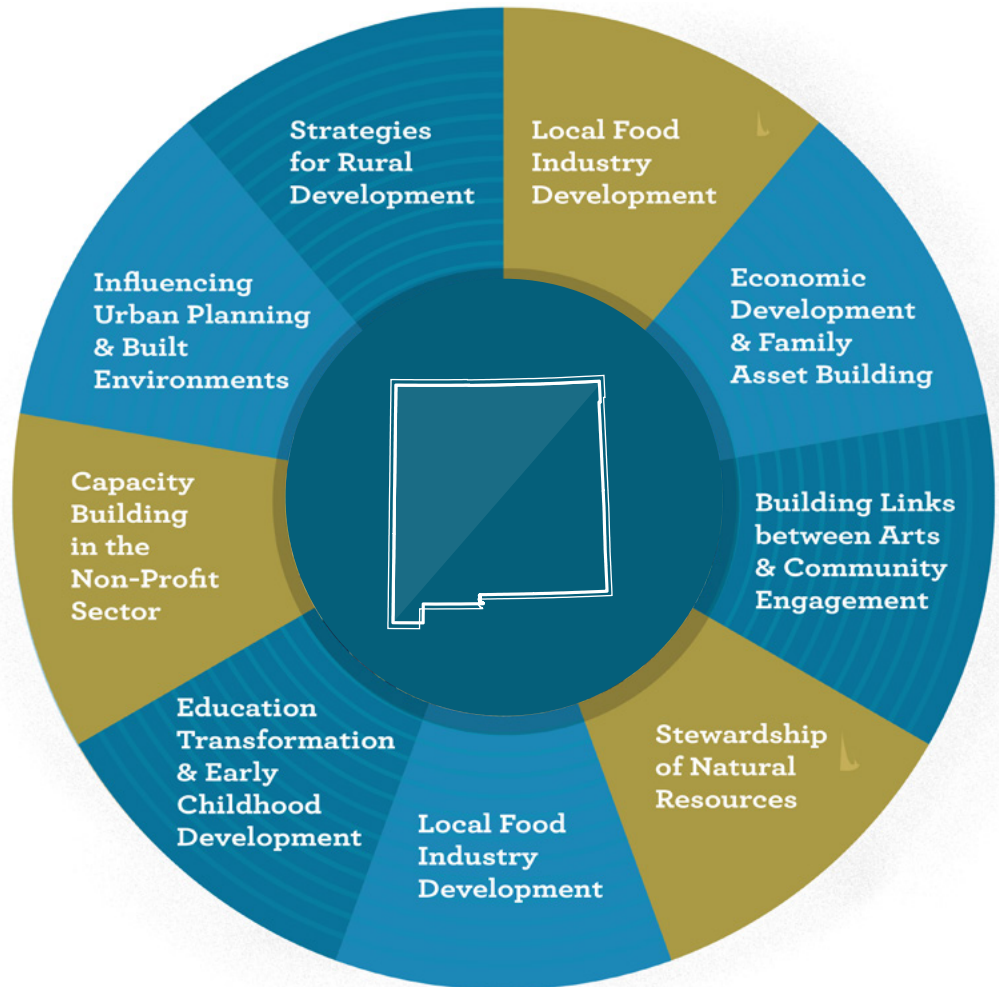 Strategies
for Rural
Development
Local Food
Industry
Development
Economic
Development
& Family
Asset Building
Building Links
between Arts
& Community
Engagement
Stewardship
of Natural
Resources
Local Food
Industry
Development
Education
Transformation
& Early
Childhood
Development
Capacity
Building
in the
Non-Profit
Sector
Influencing
Urban Planning
& Built
Environments